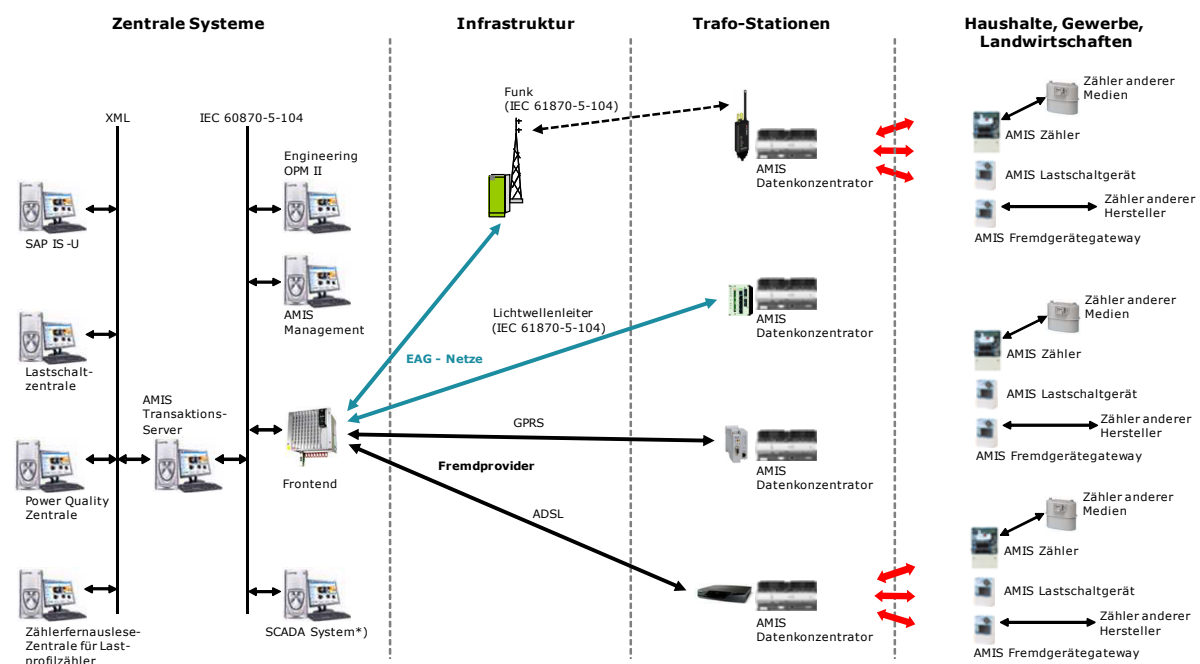 Zentrale Systeme
Infrastruktur
Trafo-Stationen
Haushalte, Gewerbe,
Landwirtschaften
XML
IEC 60870-5-104
Engineering
OPM II
SAP IS -U
AMIS
Management
Lastschalt-
zentrale
AMIS
Transaktions-
Server
Power Quality
Zentrale
Frontend
Zählerfernauslese-
Zentrale für Last-
profilzähler
SCADA System*)
Funk
(IEC 61870-5-104)
Lichtwellenleiter
(IEC 61870-5-104)
EAG - Netze
GPRS
Fremdprovider
ADSL
AMIS
Datenkonzentrator
AMIS
Datenkonzentrator
AMIS
Datenkonzentrator
AMIS
Datenkonzentrator
Zähler anderer
Medien
AMIS Zähler
AMIS Lastschaltgerät
Zähler anderer
Hersteller
AMIS Fremdgerätegateway
Zähler anderer
Medien
AMIS Zähler
AMIS Lastschaltgerät
Zähler anderer
Hersteller
AMIS Fremdgerätegateway
Zähler anderer
Medien
AMIS Zähler
AMIS Lastschaltgerät
Zähler anderer
Hersteller
AMIS Fremdgerätegateway